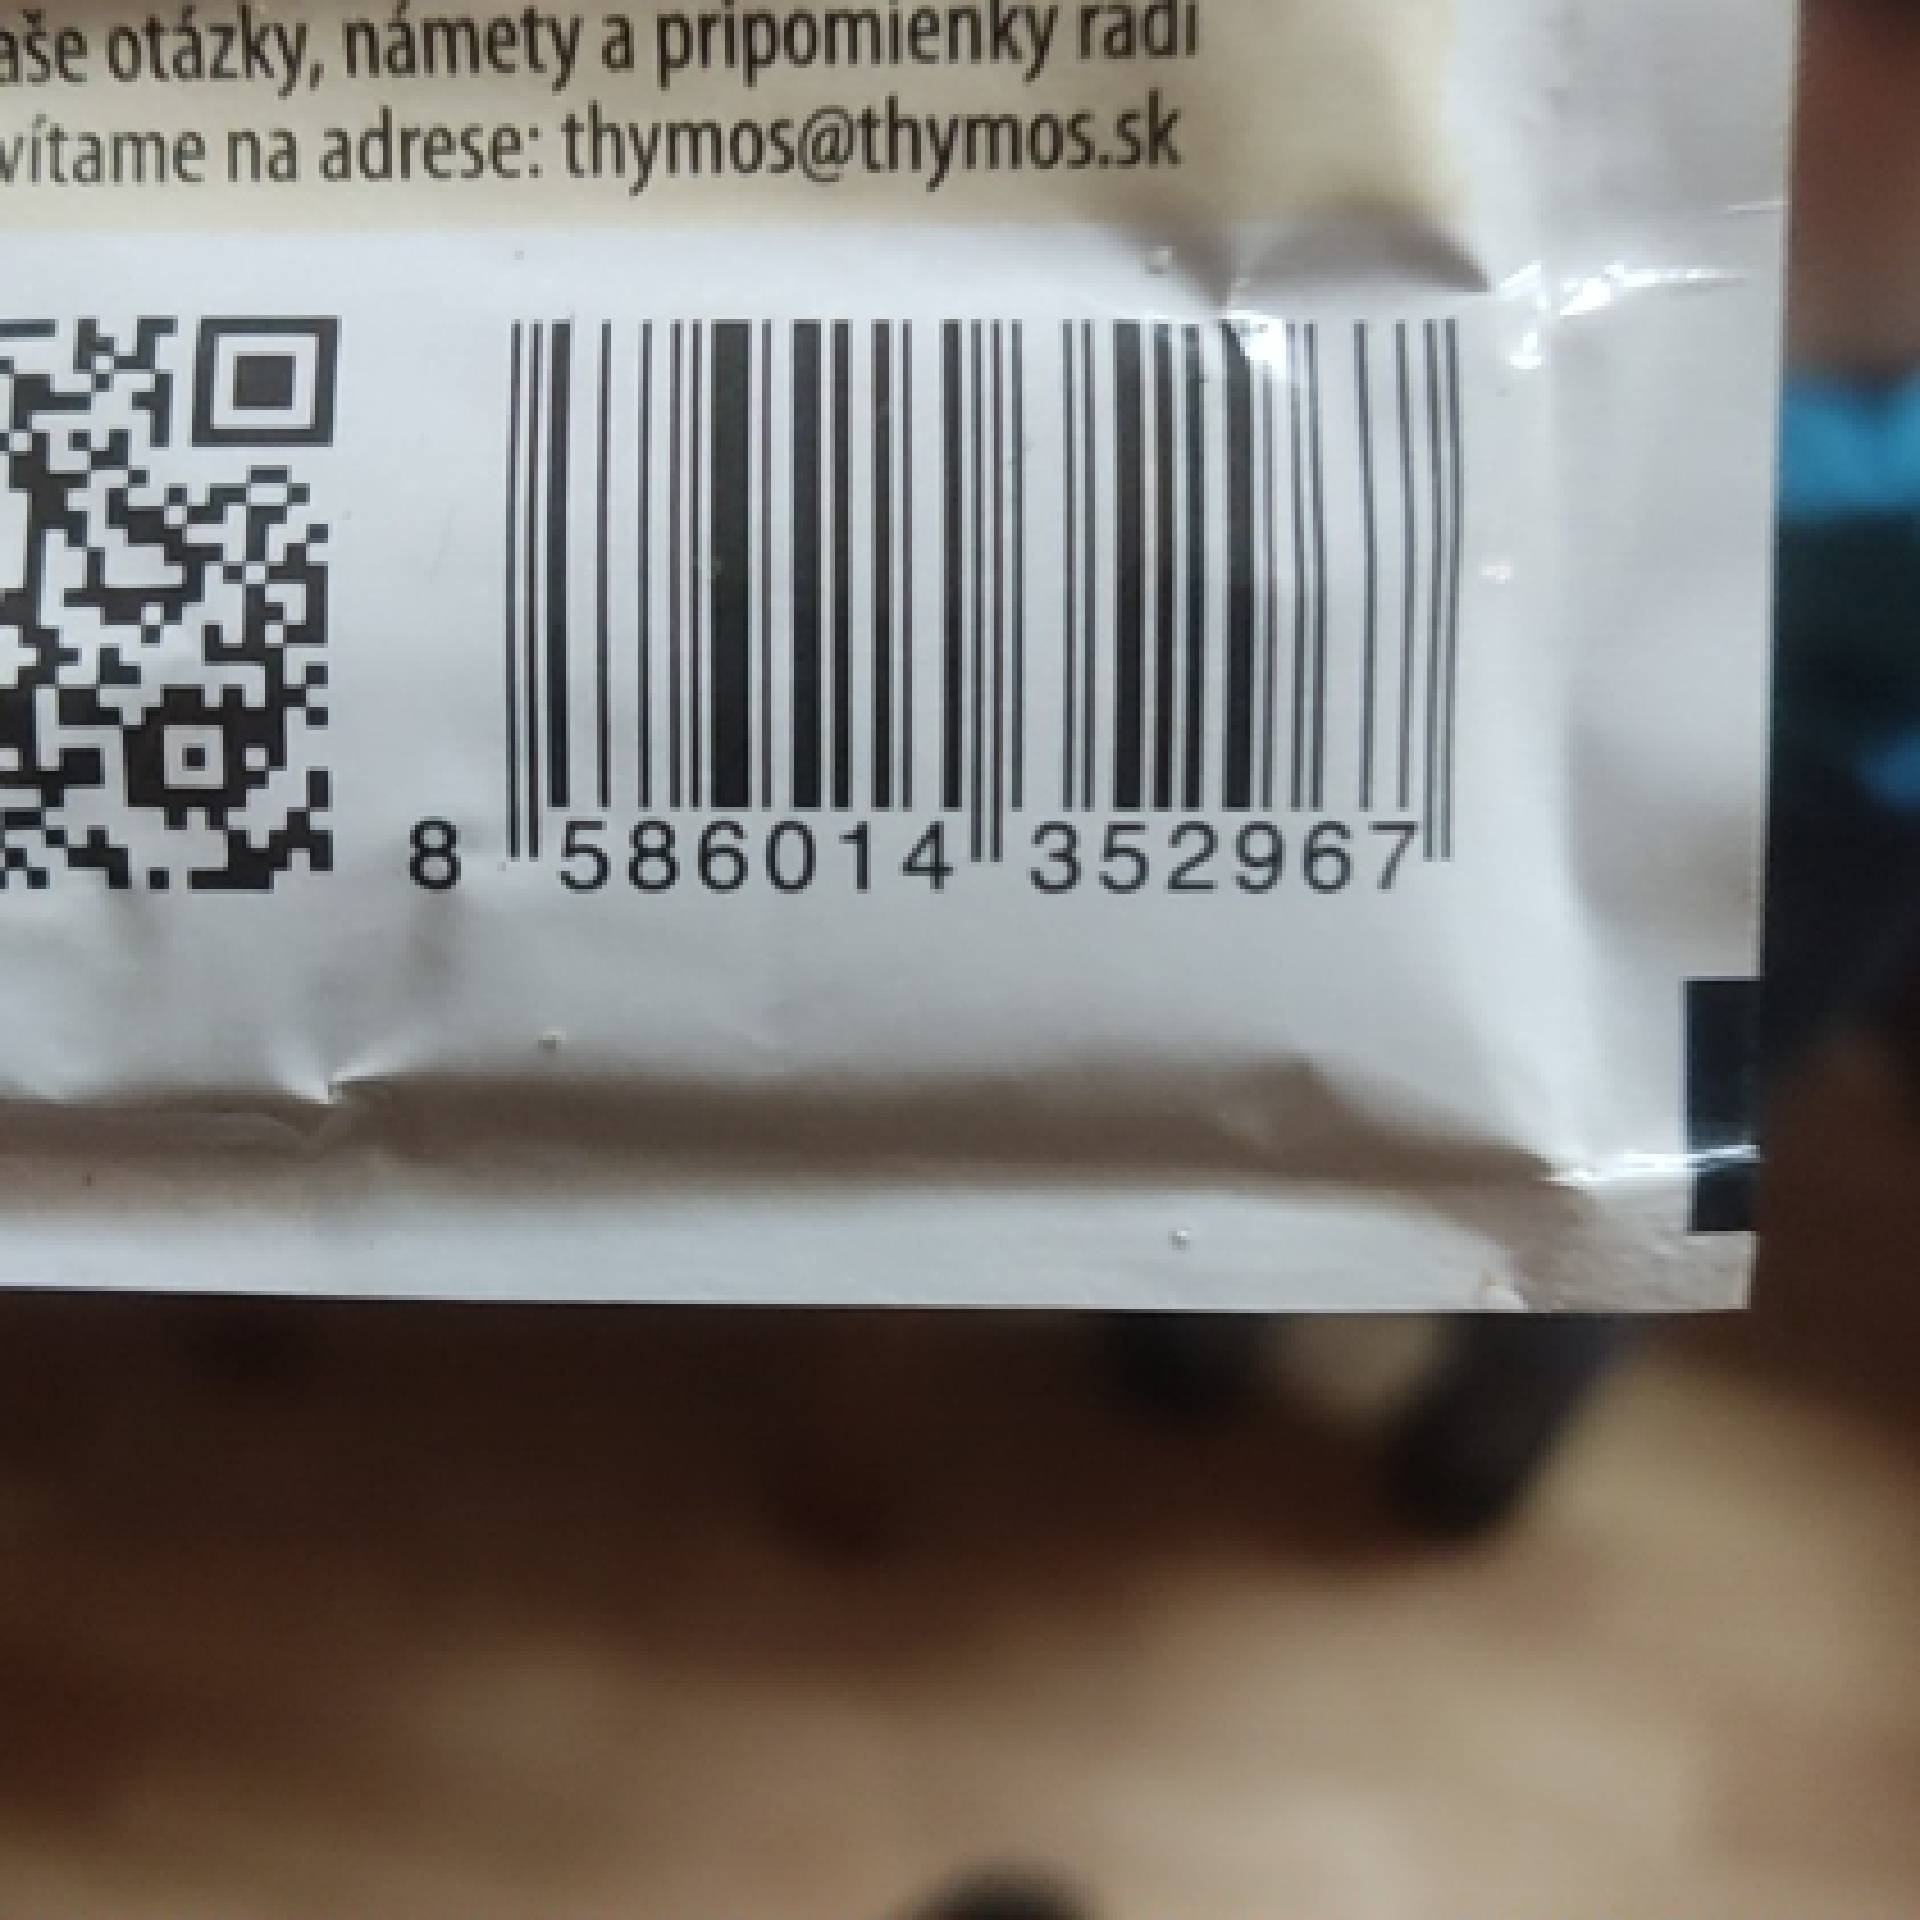 aše otázky, námety a pripomienky radi
vítame na adrese: thymos@thymos.sk
8 586014 352967